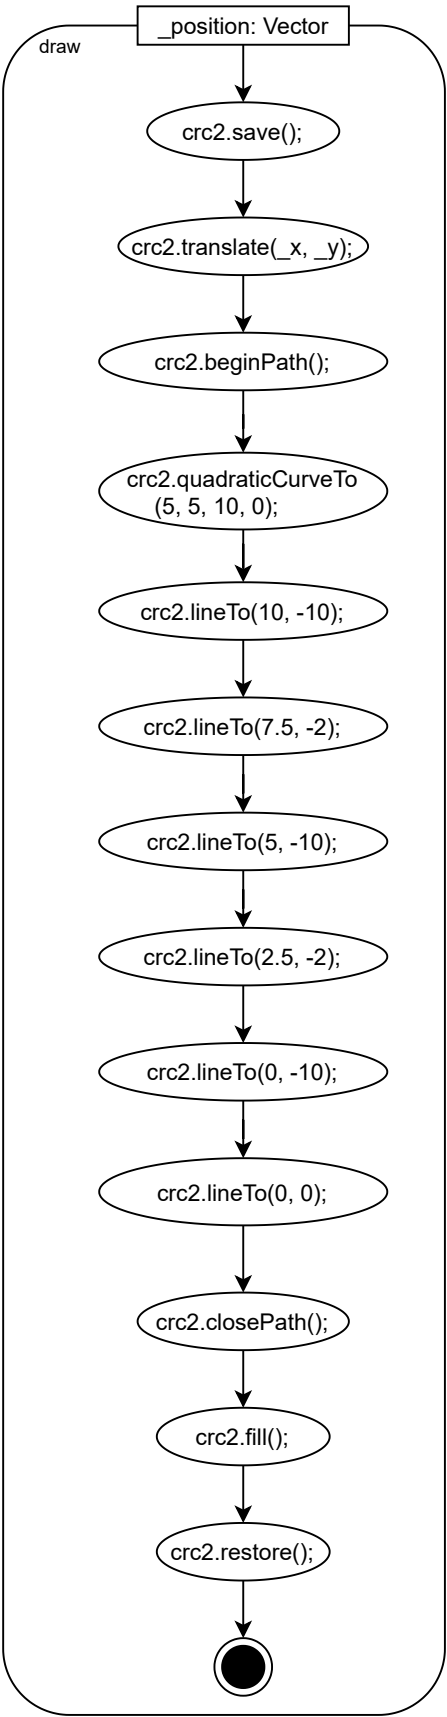 _position: Vector
draw
crc2.save();
crc2.translate(_x, _y);
crc2.beginPath();
crc2.quadraticCurveTo
(5, 5, 10, 0);
crc2.lineTo(10, -10);
crc2.lineTo(7.5, -2);
crc2.lineTo(5, -10);
crc2.lineTo(2.5, -2);
crc2.lineTo(0, -10);
crc2.lineTo(0, 0);
crc2.closePath();
crc2.fill();
crc2.restore();